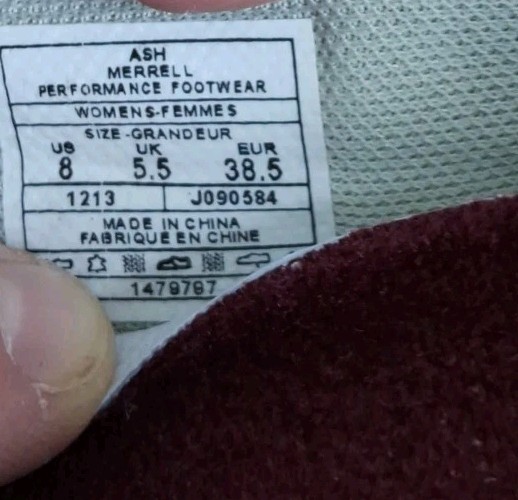 ASH
MERRELL
PERFORMANCE FOOTWEAR
WOMENS-FEMMES
SIZE-GRANDEUR
US UK EUR
8 5.5 38.5
1213 J090584
MADE IN CHINA
FABRIQUE EN CHINE
1479767